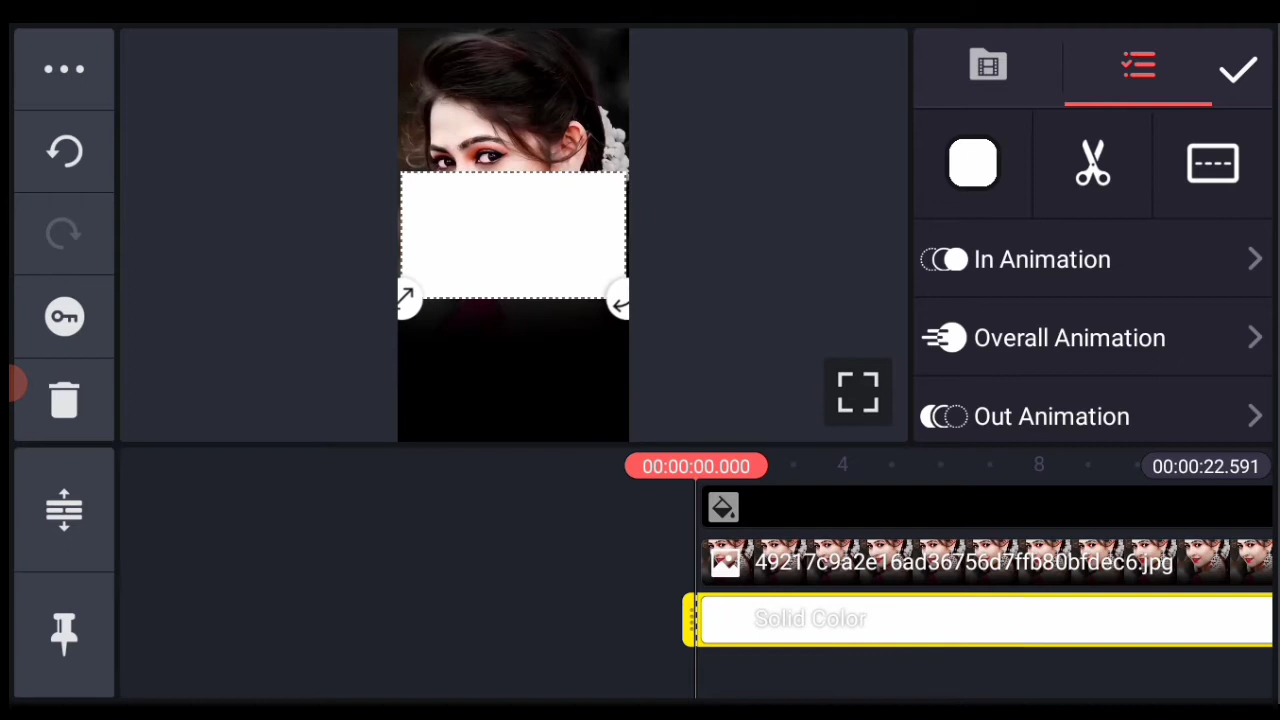 In Animation
Overall Animation
Out Animation
00:00:00.000
4
8
00:00:22.591
49217c9a2e16ad36756d7ffb80bfdec6.jpg
Solid Color